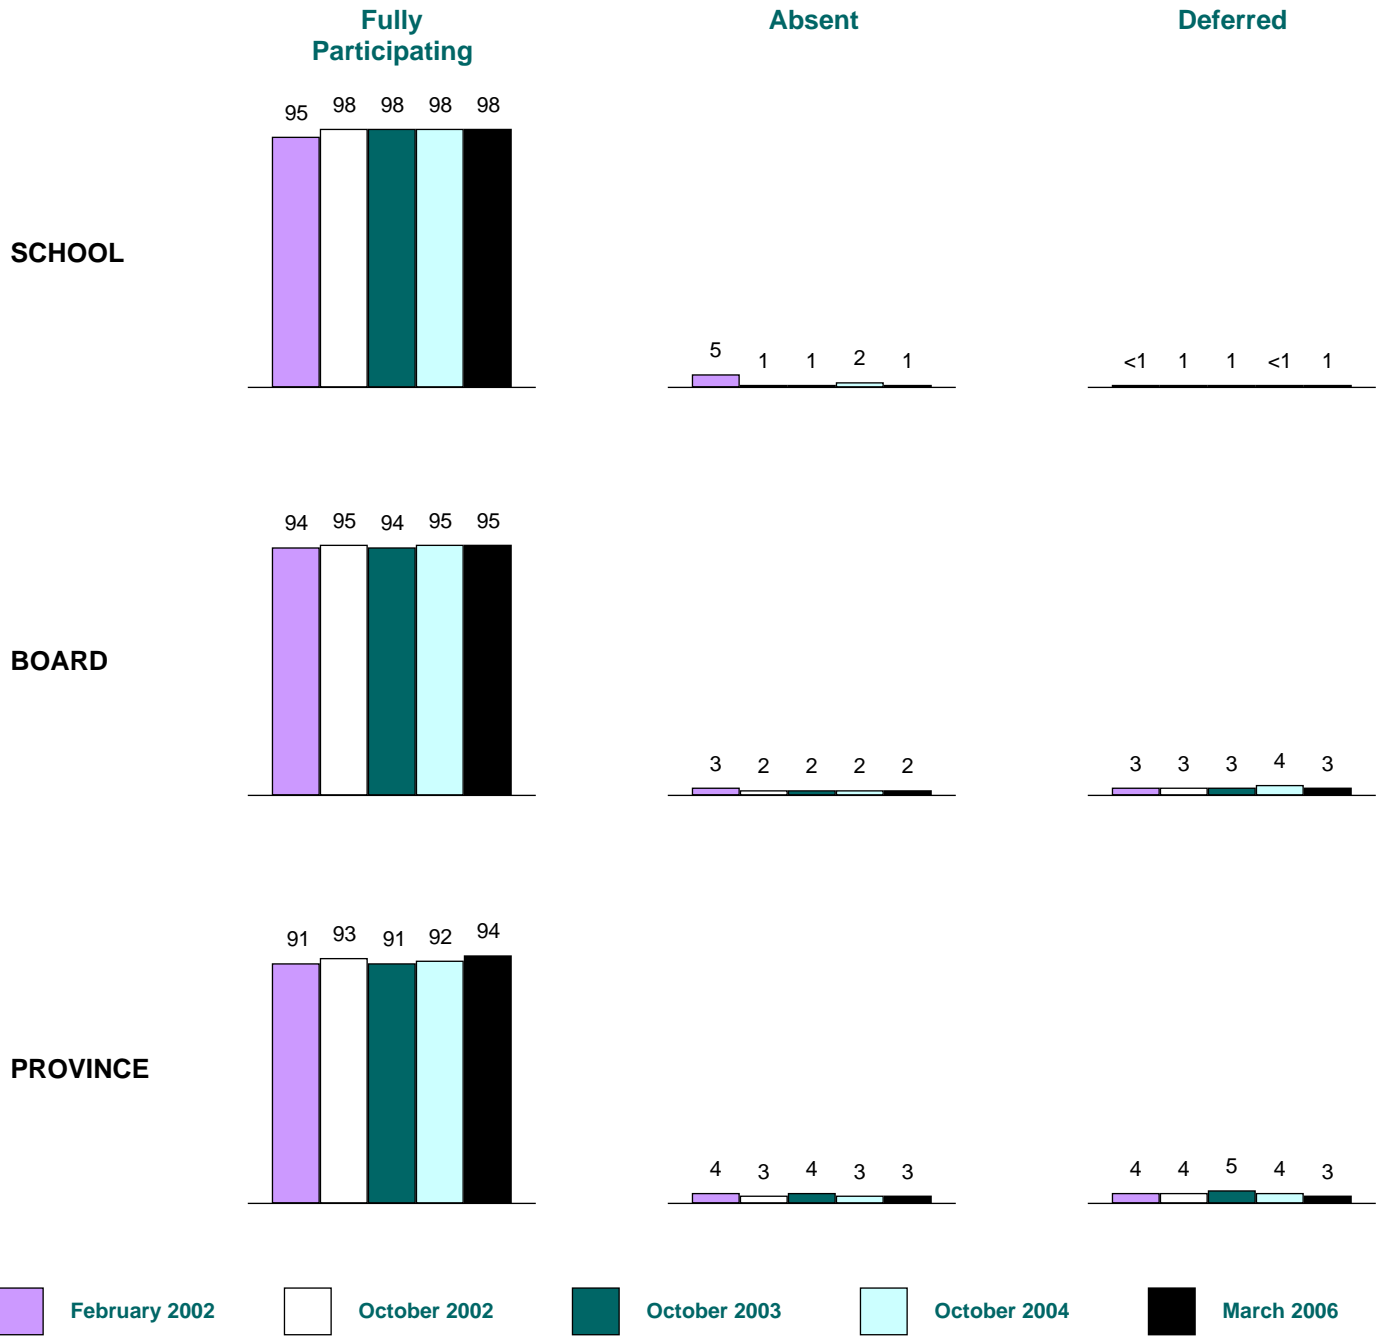 Fully
Participating
Absent
Deferred
SCHOOL
95 98 98 98 98
5 1 1 2 1
<1 1 1 <1 1
BOARD
94 95 94 95 95
3 2 2 2 2
3 3 3 4 3
PROVINCE
91 93 91 92 94
4 3 4 3 3
4 4 5 4 3
February 2002
October 2002
October 2003
October 2004
March 2006